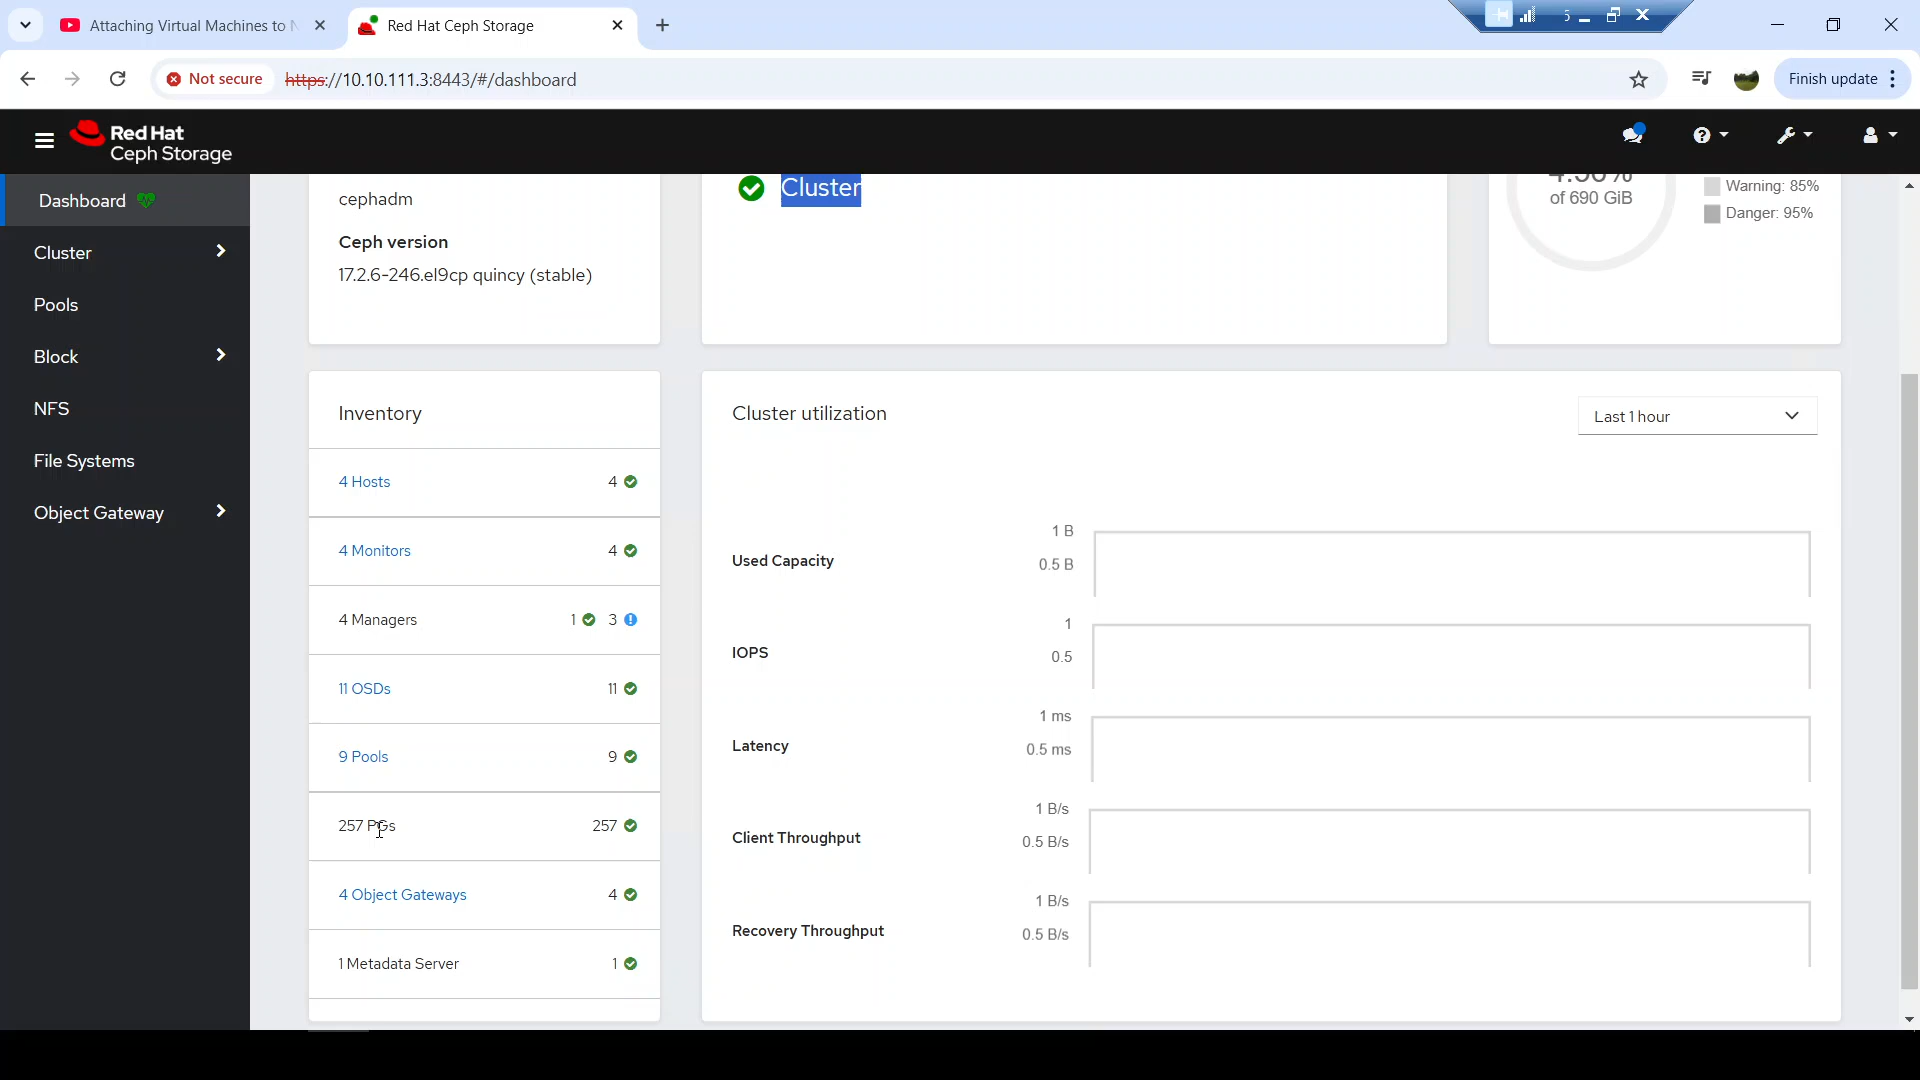 Attaching Virtual Machines to N
Red Hat Ceph Storage
5
Not secure
https://10.10.111.3:8443/#/dashboard
Finish update
Red Hat
Ceph Storage
Dashboard
Cluster
Pools
Block
NFS
File Systems
Object Gateway
cephadm
Ceph version
17.2.6-246.el9cp quincy (stable)
Cluster
of 690 GiB
Warning: 85%
Danger: 95%
Inventory
4 Hosts 4
4 Monitors 4
4 Managers 1 3
11 OSDs 11
9 Pools 9
257 PGs 257
4 Object Gateways 4
1 Metadata Server 1
Cluster utilization
Last 1 hour
Used Capacity
1 B
0.5 B
IOPS
1
0.5
Latency
1 ms
0.5 ms
Client Throughput
1 B/s
0.5 B/s
Recovery Throughput
1 B/s
0.5 B/s